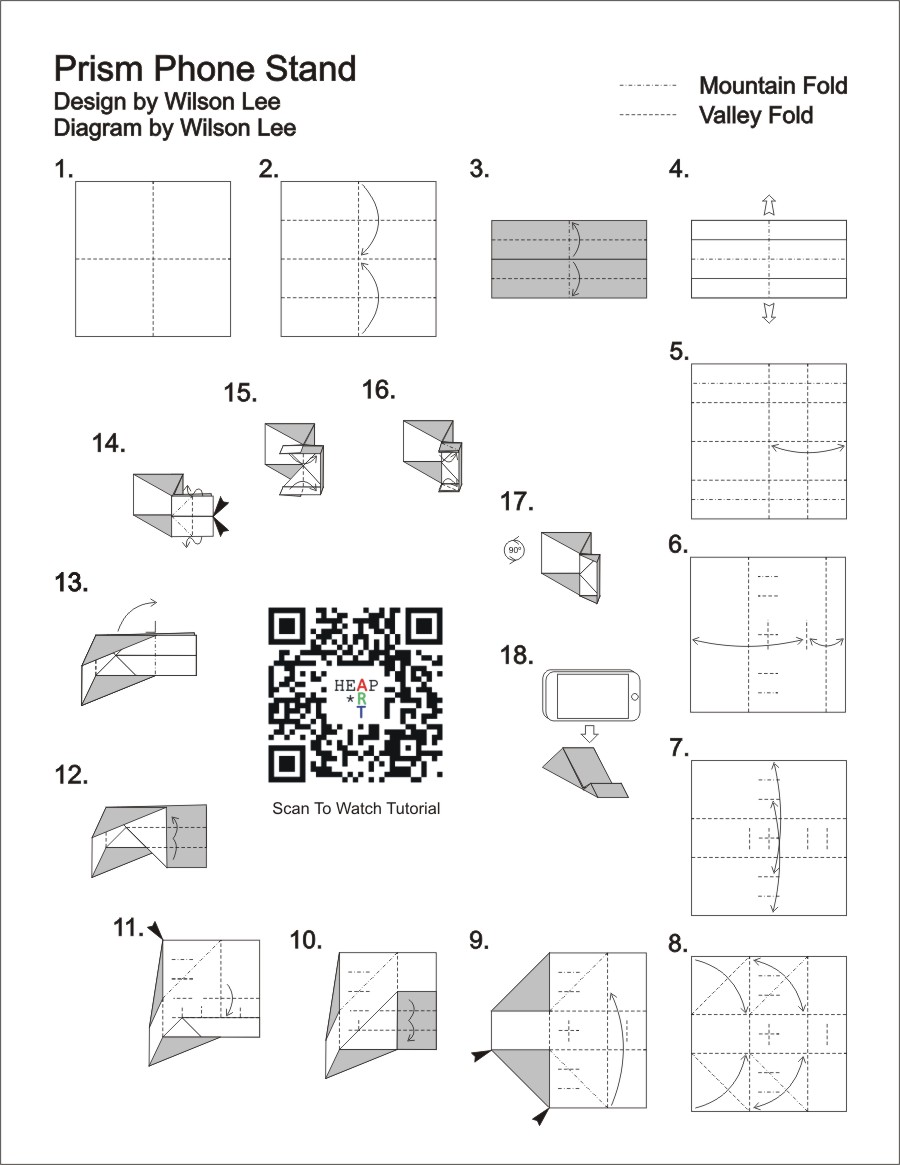 Prism Phone Stand
Design by Wilson Lee
Diagram by Wilson Lee
Mountain Fold
Valley Fold
1.
2.
3.
4.
5.
6.
7.
8.
9.
10.
11.
12.
13.
14.
15.
16.
17.
90°
18.
HEAP
*R
T
Scan To Watch Tutorial